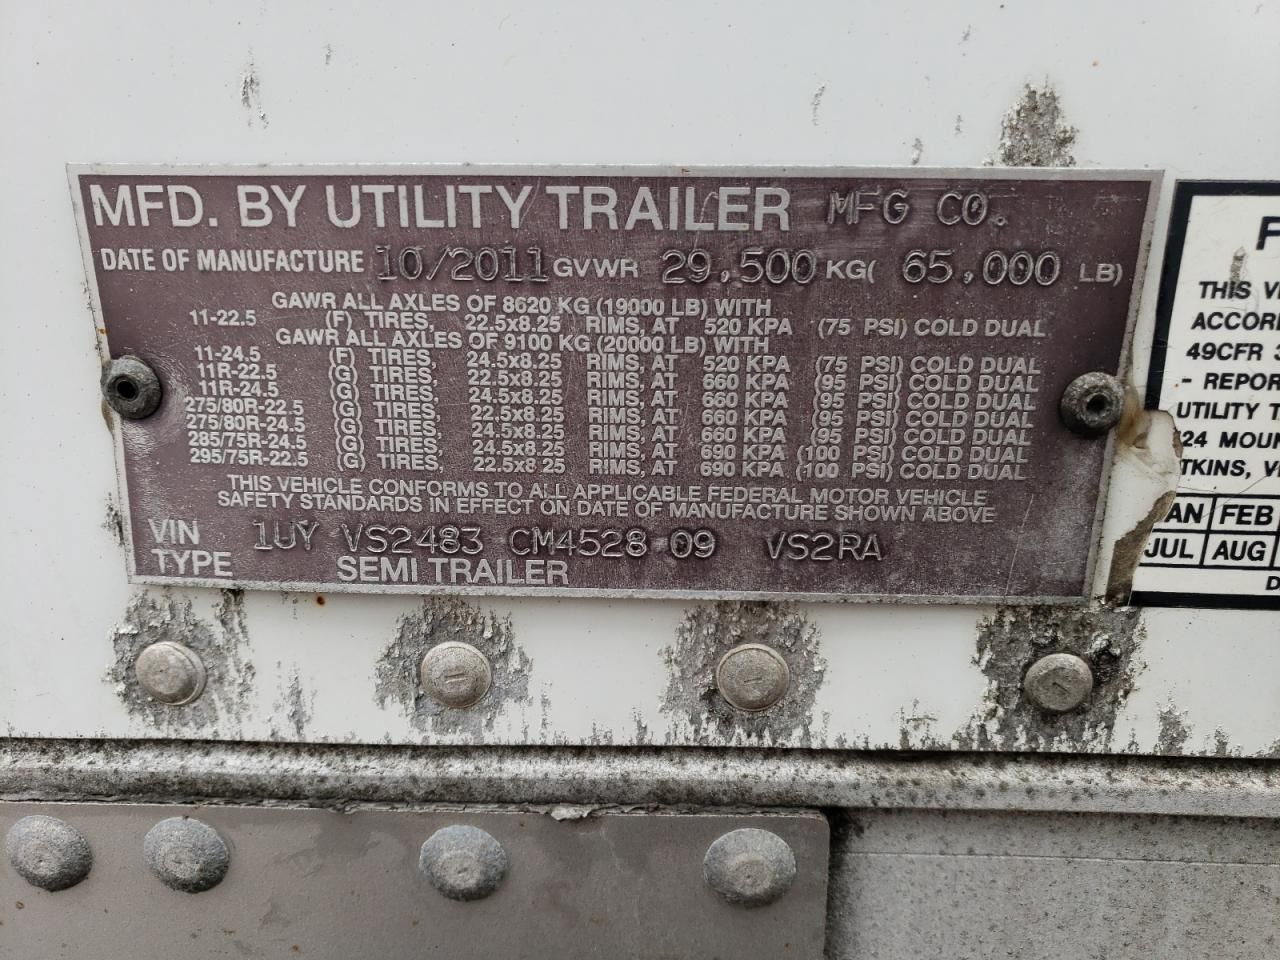 MFD. BY UTILITY TRAILER MFG CO.
DATE OF MANUFACTURE 10/2011 GVWR 29,500 KG( 65,000 LB)
GAWR ALL AXLES OF 8620 KG (19000 LB) WITH
11-22.5 (F) TIRES, 22.5x8.25 RIMS, AT 520 KPA (75 PSI) COLD DUAL
GAWR ALL AXLES OF 9100 KG (20000 LB) WITH
11-24.5 (F) TIRES, 24.5x8.25 RIMS, AT 520 KPA (75 PSI) COLD DUAL
11R-22.5 (G) TIRES, 22.5x8.25 RIMS, AT 660 KPA (95 PSI) COLD DUAL
11R-24.5 (G) TIRES, 24.5x8.25 RIMS, AT 660 KPA (95 PSI) COLD DUAL
275/80R-22.5 (G) TIRES, 22.5x8.25 RIMS, AT 660 KPA (95 PSI) COLD DUAL
275/80R-24.5 (G) TIRES, 24.5x8.25 RIMS, AT 660 KPA (95 PSI) COLD DUAL
285/75R-24.5 (G) TIRES, 24.5x8.25 RIMS, AT 690 KPA (100 PSI) COLD DUAL
295/75R-22.5 (G) TIRES, 22.5x8.25 RIMS, AT 690 KPA (100 PSI) COLD DUAL
THIS VEHICLE CONFORMS TO ALL APPLICABLE FEDERAL MOTOR VEHICLE
SAFETY STANDARDS IN EFFECT ON DATE OF MANUFACTURE SHOWN ABOVE
VIN 1UY VS2483 CM4528 09 VS2RA
TYPE SEMI TRAILER
THIS
ACCOR
49CFR
- REPOR
UTILITY T
24 MOUN
TKINS, V
AN FEB
JUL AUG